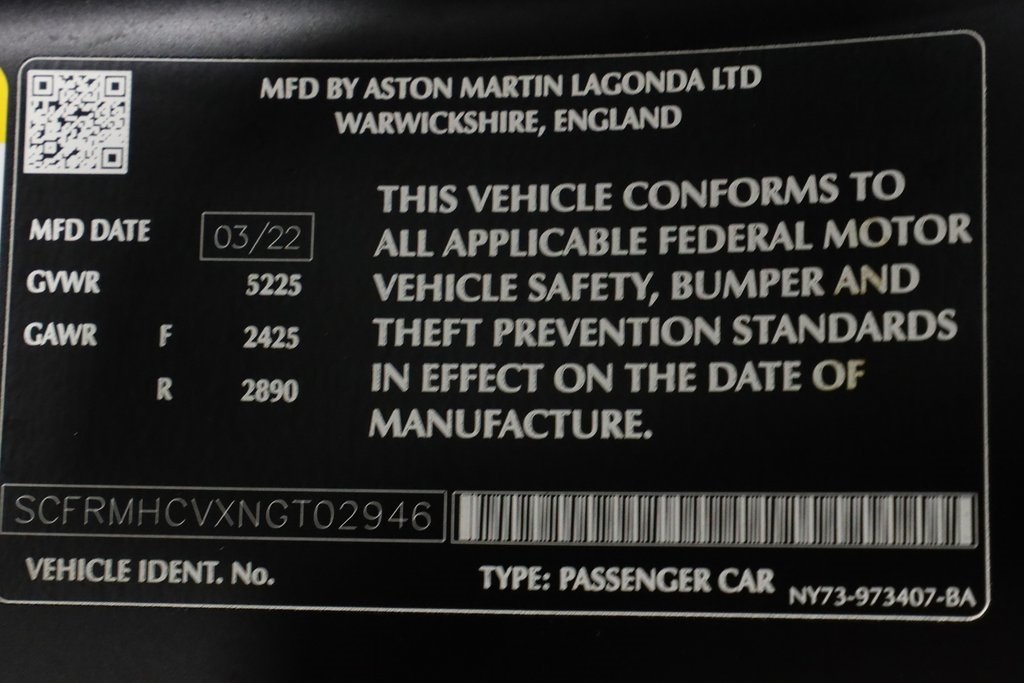 MFD BY ASTON MARTIN LAGONDA LTD
WARWICKSHIRE, ENGLAND
MFD DATE 03/22
GVWR 5225
GAWR F 2425
R 2890
THIS VEHICLE CONFORMS TO
ALL APPLICABLE FEDERAL MOTOR
VEHICLE SAFETY, BUMPER AND
THEFT PREVENTION STANDARDS
IN EFFECT ON THE DATE OF
MANUFACTURE.
SCFRMHCVXNGT02946
VEHICLE IDENT. No.
TYPE: PASSENGER CAR
NY73-973407-BA